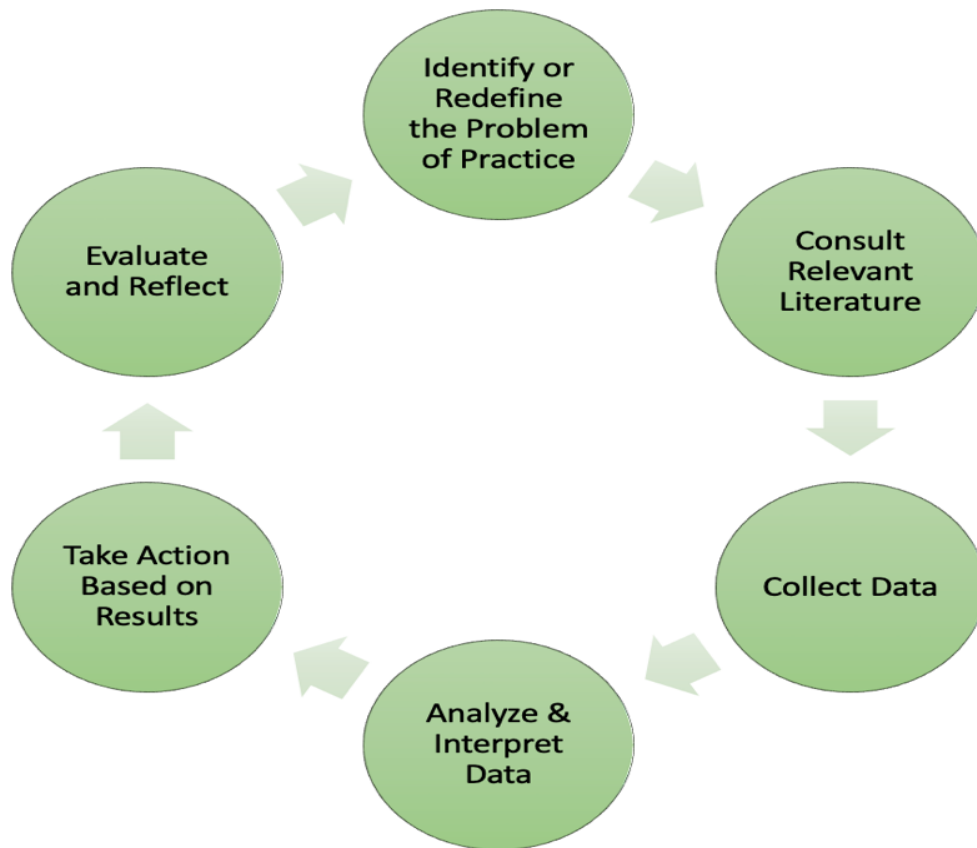 Identify or
Redefine
the Problem
of Practice
Consult
Relevant
Literature
Collect Data
Analyze &
Interpret
Data
Take Action
Based on
Results
Evaluate
and Reflect